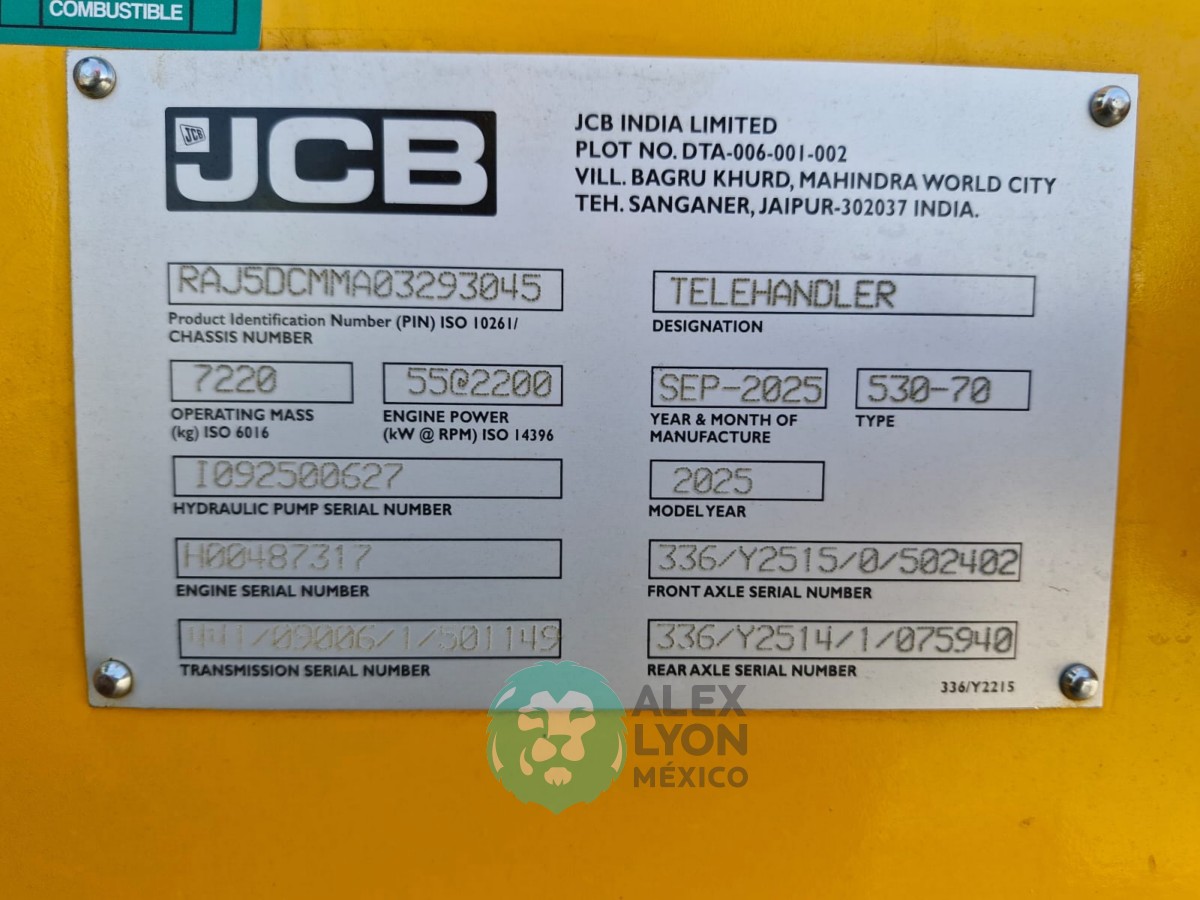 COMBUSTIBLE
JCB
JCB
JCB INDIA LIMITED
PLOT NO. DTA-006-001-002
VILL. BAGRU KHURD, MAHINDRA WORLD CITY
TEH. SANGANER, JAIPUR-302037 INDIA.
RAJ5DCMMA03293045
Product Identification Number (PIN) ISO 10261/
CHASSIS NUMBER
TELEHANDLER
DESIGNATION
7220
OPERATING MASS
(kg) ISO 6016
55@2200
ENGINE POWER
(kW @ RPM) ISO 14396
SEP-2025
YEAR & MONTH OF
MANUFACTURE
530-70
TYPE
I092500627
HYDRAULIC PUMP SERIAL NUMBER
2025
MODEL YEAR
H00487317
ENGINE SERIAL NUMBER
336/Y2515/0/502402
FRONT AXLE SERIAL NUMBER
TRANSMISSION SERIAL NUMBER
336/Y2514/1/075940
REAR AXLE SERIAL NUMBER
336/Y2215
ALEX
LYON
MÉXICO